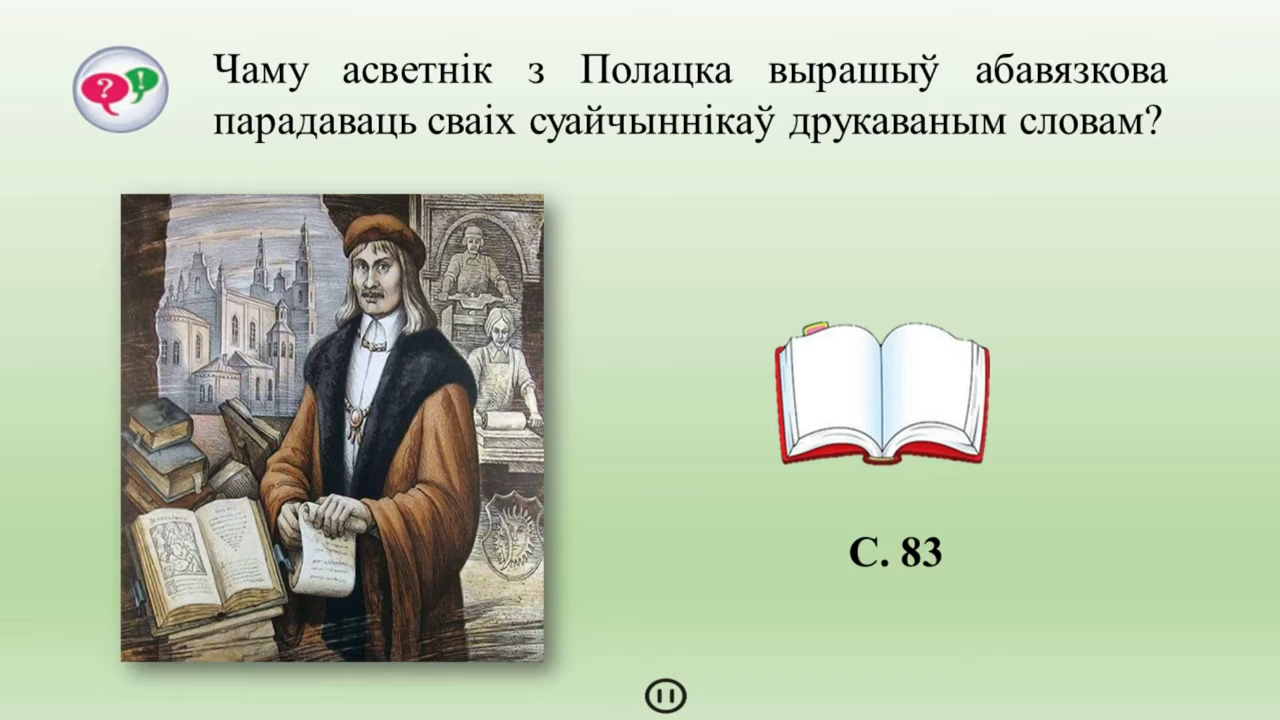 Чаму асветнік з Полацка вырашыў абавязкова
парадаваць сваіх суайчыннікаў друкаваным словам?
С. 83